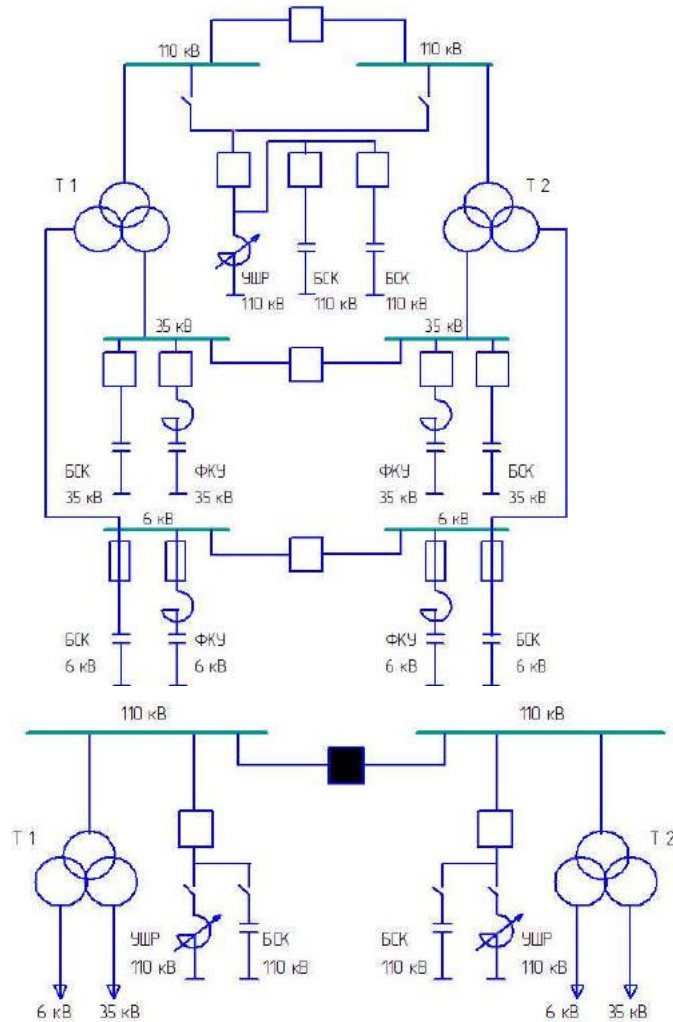 110 кВ 110 кВ
Т 1 Т 2
УШР БСК БСК
110 кВ 110 кВ 110 кВ
35 кВ 35 кВ
БСК ФКУ ФКУ БСК
35 кВ 35 кВ 35 кВ 35 кВ
6 кВ 6 кВ
БСК ФКУ ФКУ БСК
6 кВ 6 кВ 6 кВ 6 кВ
110 кВ 110 кВ
Т 1 Т 2
УШР БСК БСК УШР
110 кВ 110 кВ 110 кВ 110 кВ
6 кВ 35 кВ 6 кВ 35 кВ